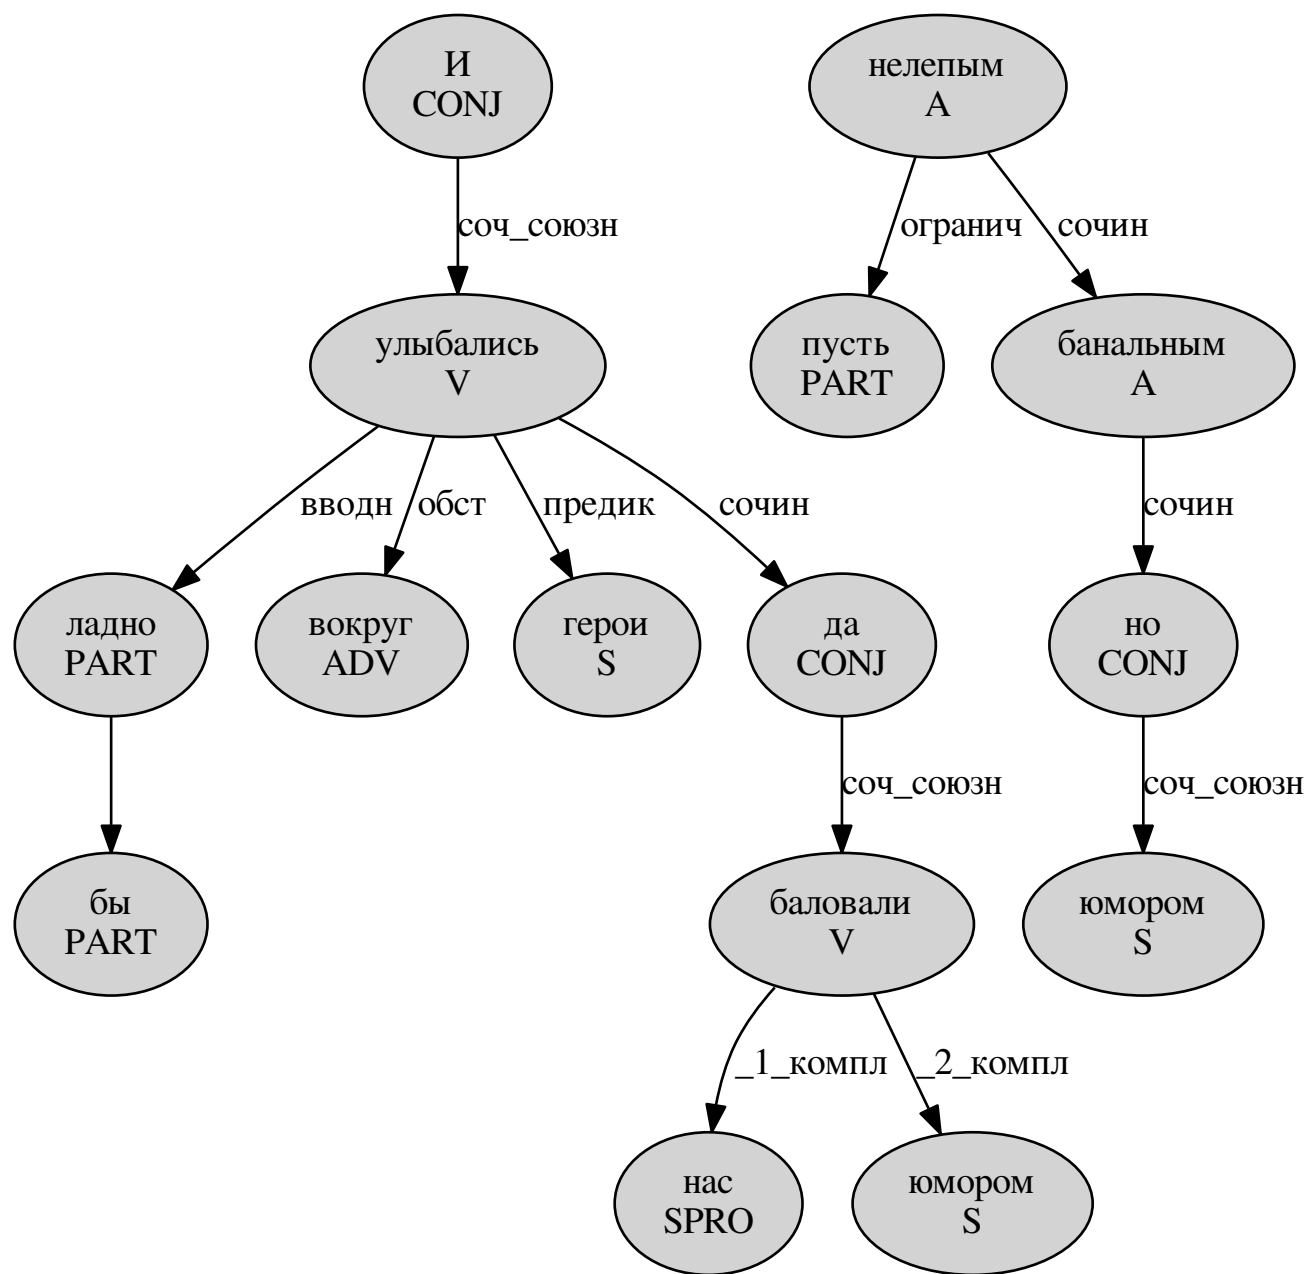 И
CONJ
нелепым
A
соч_союзн
огранич
сочин
улыбались
V
пусть
PART
банальным
A
вводн
обст
предик
сочин
сочин
ладно
PART
вокруг
ADV
герои
S
да
CONJ
но
CONJ
соч_союзн
соч_союзн
бы
PART
баловали
V
юмором
S
_1_компл
_2_компл
нас
SPRO
юмором
S